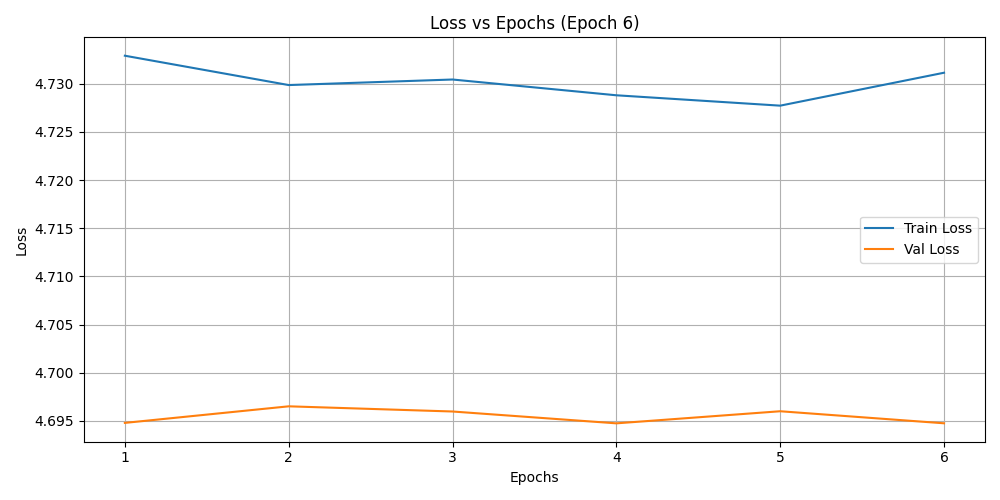 Loss vs Epochs (Epoch 6)
Loss
4.730
4.725
4.720
4.715
4.710
4.705
4.700
4.695
Train Loss
Val Loss
1 2 3 4 5 6
Epochs